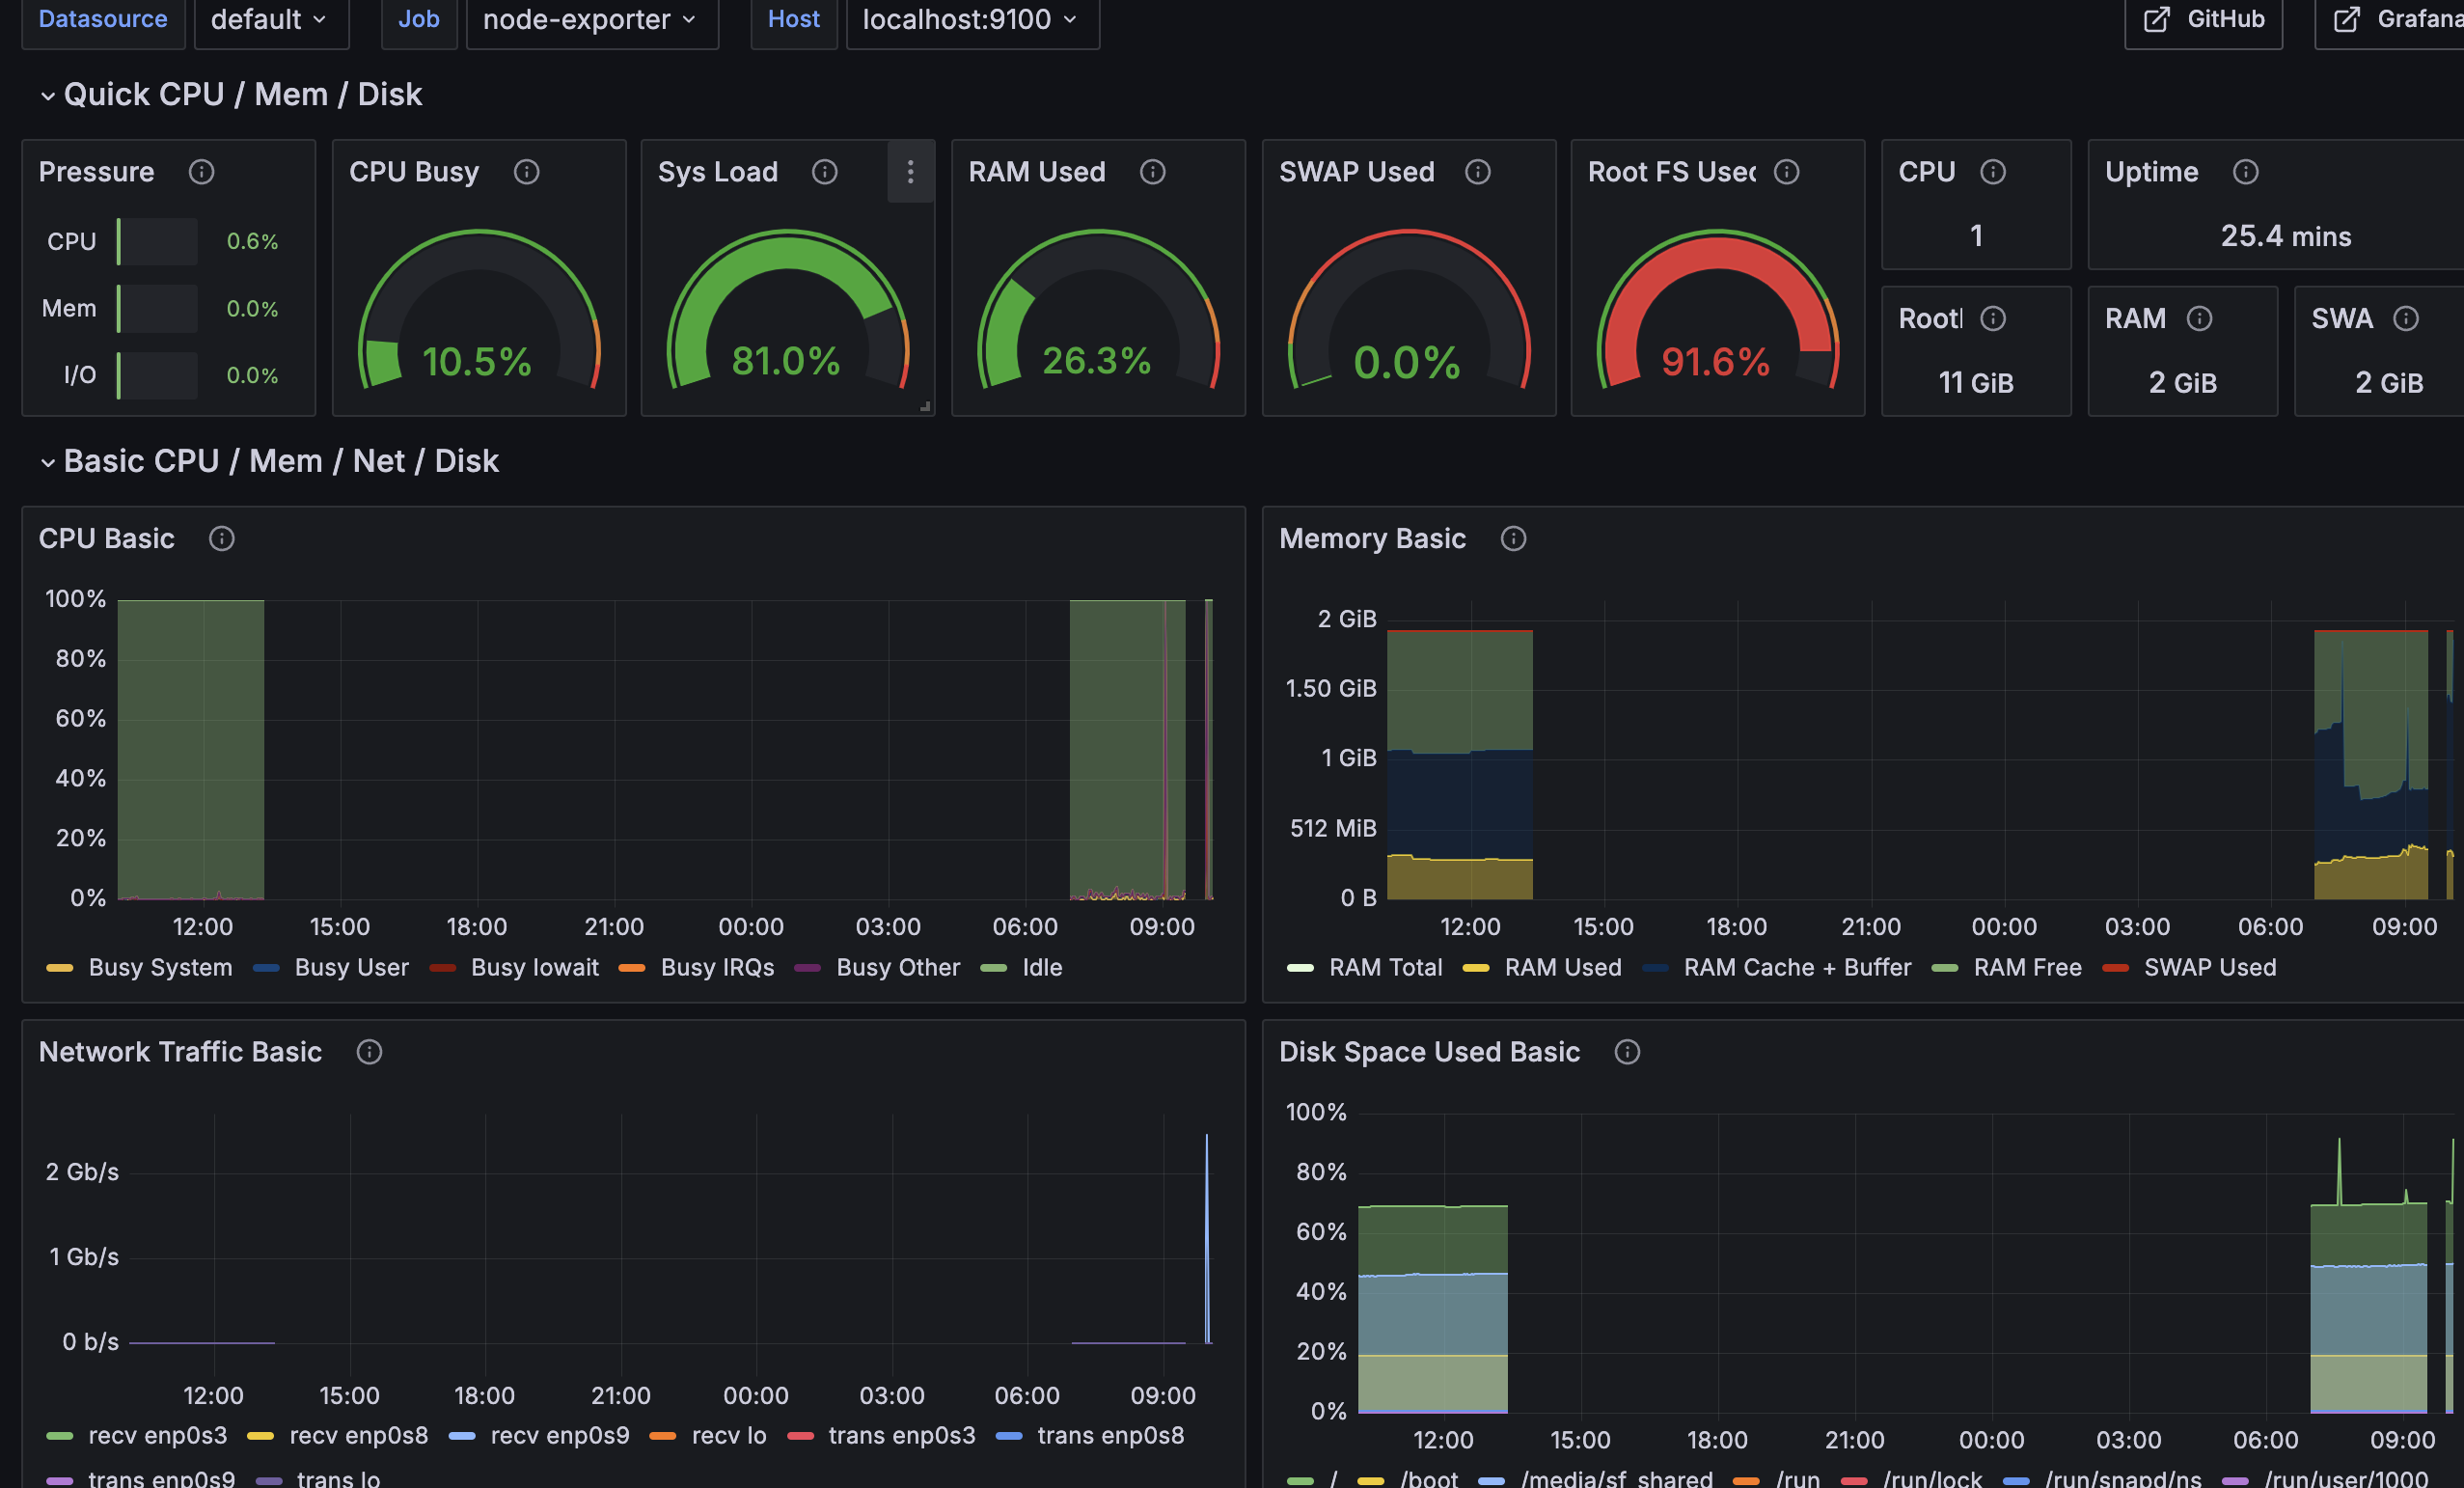 Datasource default Job node-exporter Host localhost:9100 GitHub Grafana
Quick CPU / Mem / Disk
Pressure CPU Busy Sys Load RAM Used SWAP Used Root FS Used CPU Uptime
CPU 0.6%
Mem 0.0%
I/O 0.0%
10.5% 81.0% 26.3% 0.0% 91.6%
1 25.4 mins
Root RAM SWA
11 GiB 2 GiB 2 GiB
Basic CPU / Mem / Net / Disk
CPU Basic
100%
80%
60%
40%
20%
0%
12:00 15:00 18:00 21:00 00:00 03:00 06:00 09:00
Busy System Busy User Busy Iowait Busy IRQs Busy Other Idle
Memory Basic
2 GiB
1.50 GiB
1 GiB
512 MiB
0 B
12:00 15:00 18:00 21:00 00:00 03:00 06:00 09:00
RAM Total RAM Used RAM Cache + Buffer RAM Free SWAP Used
Network Traffic Basic
2 Gb/s
1 Gb/s
0 b/s
12:00 15:00 18:00 21:00 00:00 03:00 06:00 09:00
recv enp0s3 recv enp0s8 recv enp0s9 recv lo trans enp0s3 trans enp0s8
trans enp0s9 trans lo
Disk Space Used Basic
100%
80%
60%
40%
20%
0%
12:00 15:00 18:00 21:00 00:00 03:00 06:00 09:00
/ /boot /media/sf_shared /run /run/lock /run/snapd/ns /run/user/1000